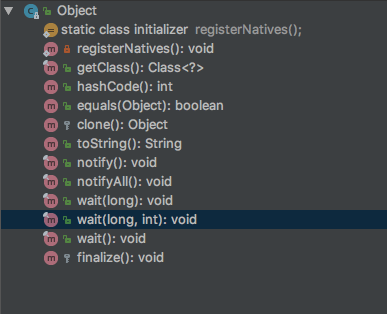 Object
static class initializer registerNatives();
registerNatives(): void
getClass(): Class<?>
hashCode(): int
equals(Object): boolean
clone(): Object
toString(): String
notify(): void
notifyAll(): void
wait(long): void
wait(long, int): void
wait(): void
finalize(): void